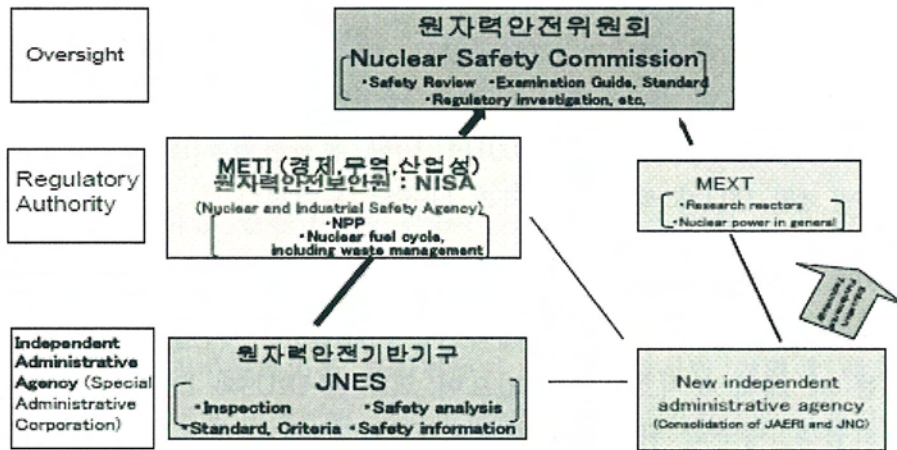 Oversight
원자력안전위원회
Nuclear Safety Commission
•Safety Review •Examination Guide, Standard
•Regulatory investigation, etc.
Regulatory
Authority
METI (경제,무역,산업성)
원자력안전보안원 : NISA
(Nuclear and Industrial Safety Agency)
•NPP
•Nuclear fuel cycle,
including waste management
MEXT
•Research reactors
•Nuclear power in general
Independent
Administrative
Agency (Special
Administrative
Corporation)
원자력안전기반기구
JNES
•Inspection •Safety analysis
•Standard, Criteria •Safety information
New independent
administrative agency
(Consolidation of JAERI and JNC)